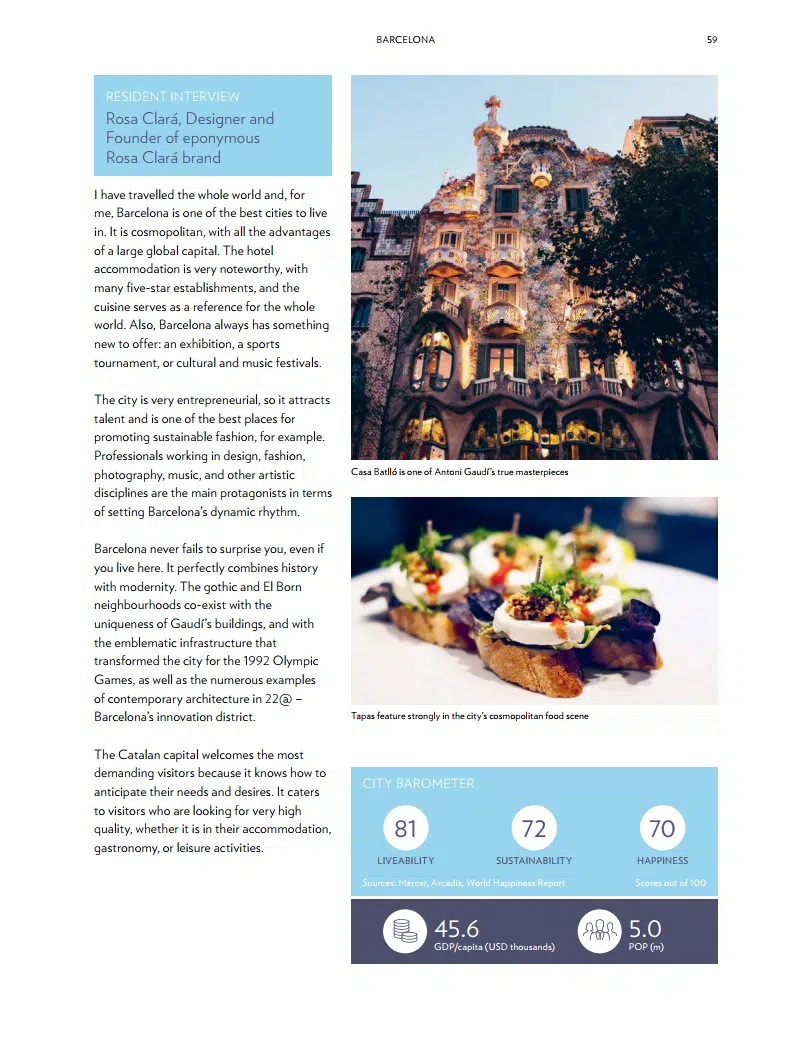 BARCELONA
59
RESIDENT INTERVIEW
Rosa Clará, Designer and
Founder of eponymous
Rosa Clará brand
I have travelled the whole world and, for
me, Barcelona is one of the best cities to live
in. It is cosmopolitan, with all the advantages
of a large global capital. The hotel
accommodation is very noteworthy, with
many five-star establishments, and the
cuisine serves as a reference for the whole
world. Also, Barcelona always has something
new to offer: an exhibition, a sports
tournament, or cultural and music festivals.
The city is very entrepreneurial, so it attracts
talent and is one of the best places for
promoting sustainable fashion, for example.
Professionals working in design, fashion,
photography, music, and other artistic
disciplines are the main protagonists in terms
of setting Barcelona's dynamic rhythm.
Barcelona never fails to surprise you, even if
you live here. It perfectly combines history
with modernity. The gothic and El Born
neighbourhoods co-exist with the
uniqueness of Gaudí's buildings, and with
the emblematic infrastructure that
transformed the city for the 1992 Olympic
Games, as well as the numerous examples
of contemporary architecture in 22@ –
Barcelona's innovation district.
The Catalan capital welcomes the most
demanding visitors because it knows how to
anticipate their needs and desires. It caters
to visitors who are looking for very high
quality, whether it is in their accommodation,
gastronomy, or leisure activities.
Casa Batlló is one of Antoni Gaudí's true masterpieces
Tapas feature strongly in the city's cosmopolitan food scene
CITY BAROMETER
81
72
70
LIVEABILITY
SUSTAINABILITY
HAPPINESS
Sources: Mercer, Arcadis, World Happiness Report
Scores out of 100
45.6
GDP/capita (USD thousands)
5.0
POP (m)